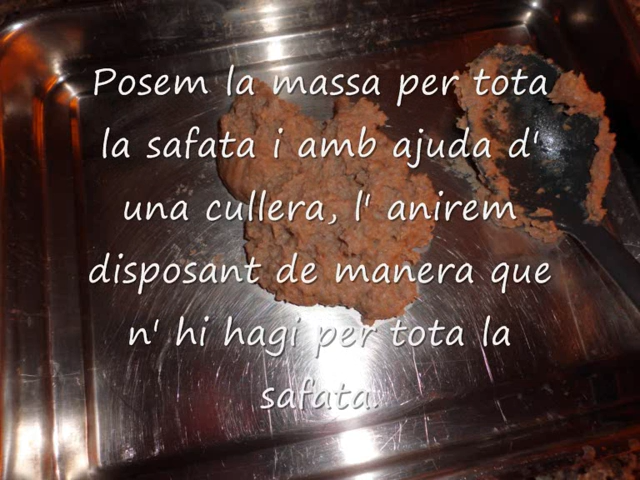 Posem la massa per tota
la safata i amb ajuda d'
una cullera, l' anirem
disposant de manera que
n' hi hagi per tota la
safata.